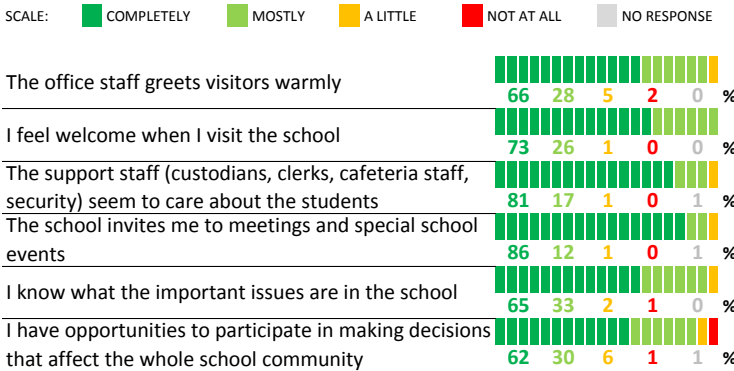 SCALE: COMPLETELY MOSTLY A LITTLE NOT AT ALL NO RESPONSE
The office staff greets visitors warmly
66 28 5 2 0 %
I feel welcome when I visit the school
73 26 1 0 0 %
The support staff (custodians, clerks, cafeteria staff,
security) seem to care about the students
81 17 1 0 1 %
The school invites me to meetings and special school
events
86 12 1 0 1 %
I know what the important issues are in the school
65 33 2 1 0 %
I have opportunities to participate in making decisions
that affect the whole school community
62 30 6 1 1 %